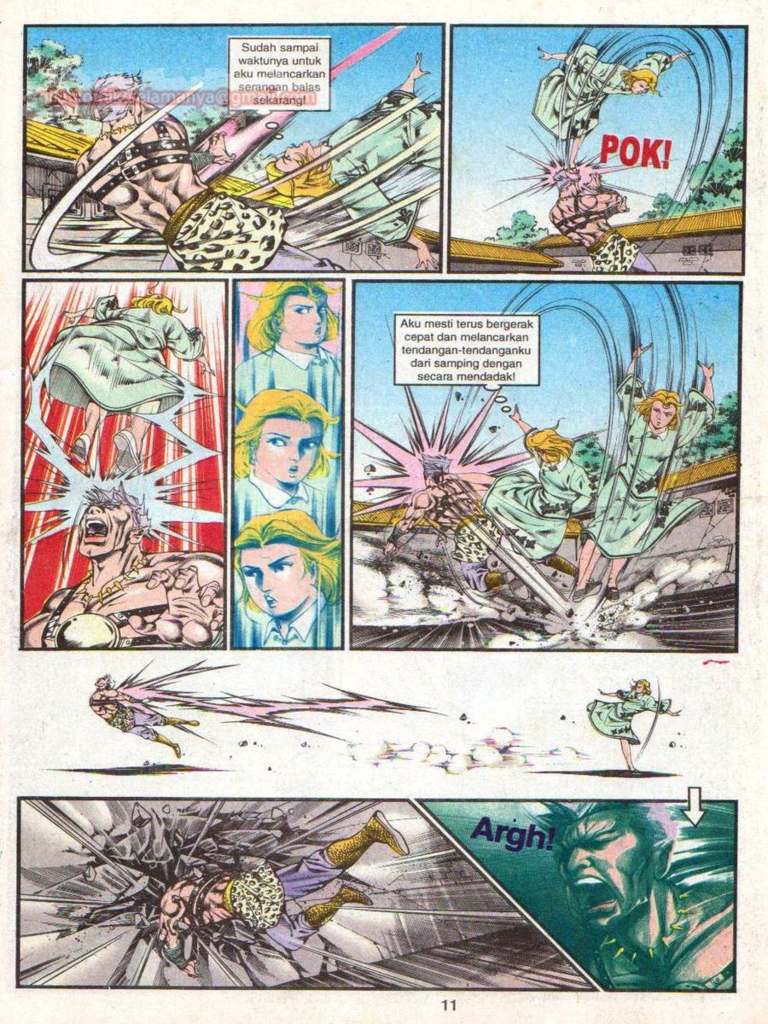 Sudah sampai
waktunya untuk
aku melancarkan
serangan balas
sekarang!
POK!
Aku mesti terus bergerak
cepat dan melancarkan
tendangan-tendanganku
dari samping dengan
secara mendadak!
Argh!
11